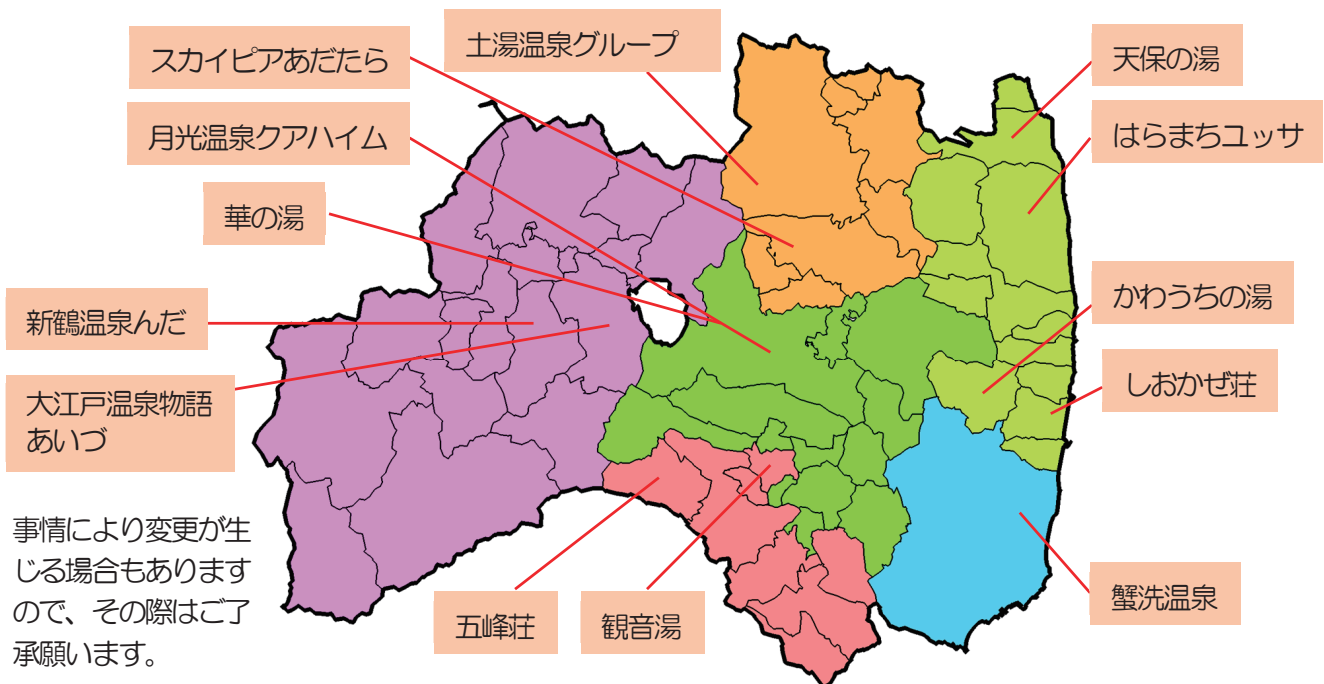 土湯温泉グループ
スカイピアあだたら
月光温泉クアハイム
華の湯
新鶴温泉んだ
大江戸温泉物語
あいづ
天保の湯
はらまちユッサ
かわうちの湯
しおかぜ荘
蟹洗温泉
五峰荘
観音湯
事情により変更が生
じる場合もあります
ので、その際はご了
承願います。